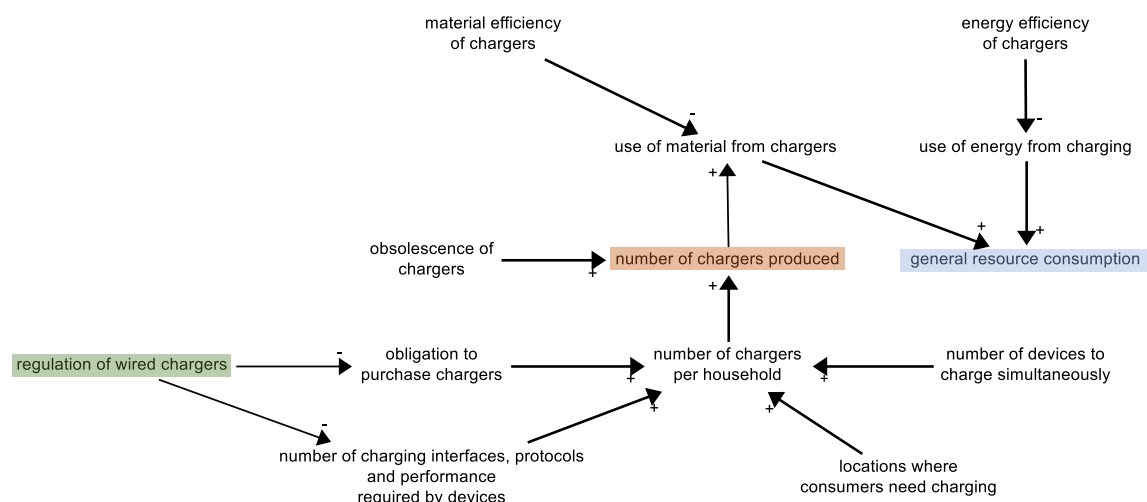 material efficiency
of chargers
energy efficiency
of chargers
-
-
use of material from chargers
use of energy from charging
+
+
+
obsolescence of
chargers
number of chargers produced
general resource consumption
+
+
regulation of wired chargers
-
obligation to
purchase chargers
number of chargers
per household
number of devices to
charge simultaneously
+
+
+
+
-
number of charging interfaces, protocols
and performance
required by devices
locations where
consumers need charging